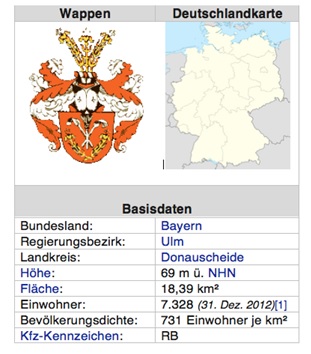 Wappen Deutschlandkarte
Basisdaten
Bundesland: Bayern
Regierungsbezirk: Ulm
Landkreis: Donauscheide
Höhe: 69 m ü. NHN
Fläche: 18,39 km²
Einwohner: 7.328 (31. Dez. 2012)[1]
Bevölkerungsdichte: 731 Einwohner je km²
Kfz-Kennzeichen: RB